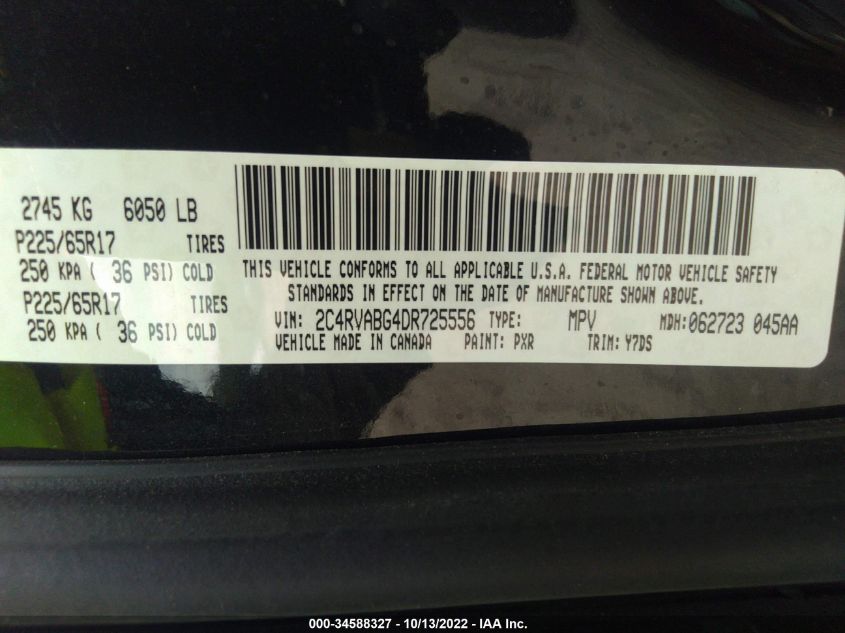 2745 KG 6050 LB
P225/65R17 TIRES
250 KPA ( 36 PSI) COLD
P225/65R17 TIRES
250 KPA ( 36 PSI) COLD
THIS VEHICLE CONFORMS TO ALL APPLICABLE U.S.A. FEDERAL MOTOR VEHICLE SAFETY
STANDARDS IN EFFECT ON THE DATE OF MANUFACTURE SHOWN ABOVE.
VIN: 2C4RVABG4DR725556 TYPE: MPV MDH: 062723 045AA
VEHICLE MADE IN CANADA PAINT: PXR TRIM: Y7DS
000-34588327 - 10/13/2022 - IAA Inc.